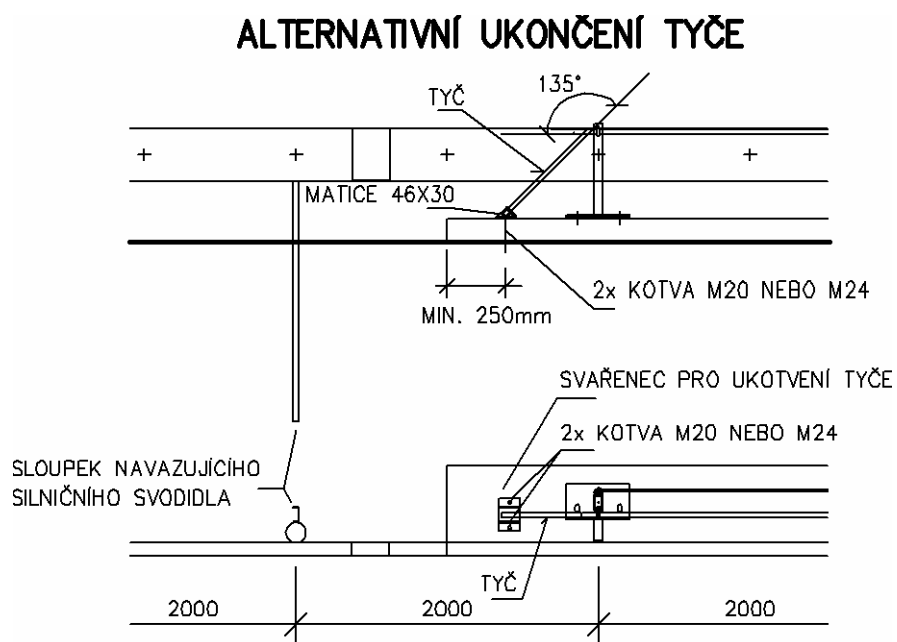 ALTERNATIVNÍ UKONČENÍ TYČE
135°
TYČ
MATICE 46X30
2x KOTVA M20 NEBO M24
MIN. 250mm
SVAŘENEC PRO UKOTVENÍ TYČE
2x KOTVA M20 NEBO M24
SLOUPEK NAVAZUJÍCÍHO
SILNIČNÍHO SVODIDLA
TYČ
2000
2000
2000